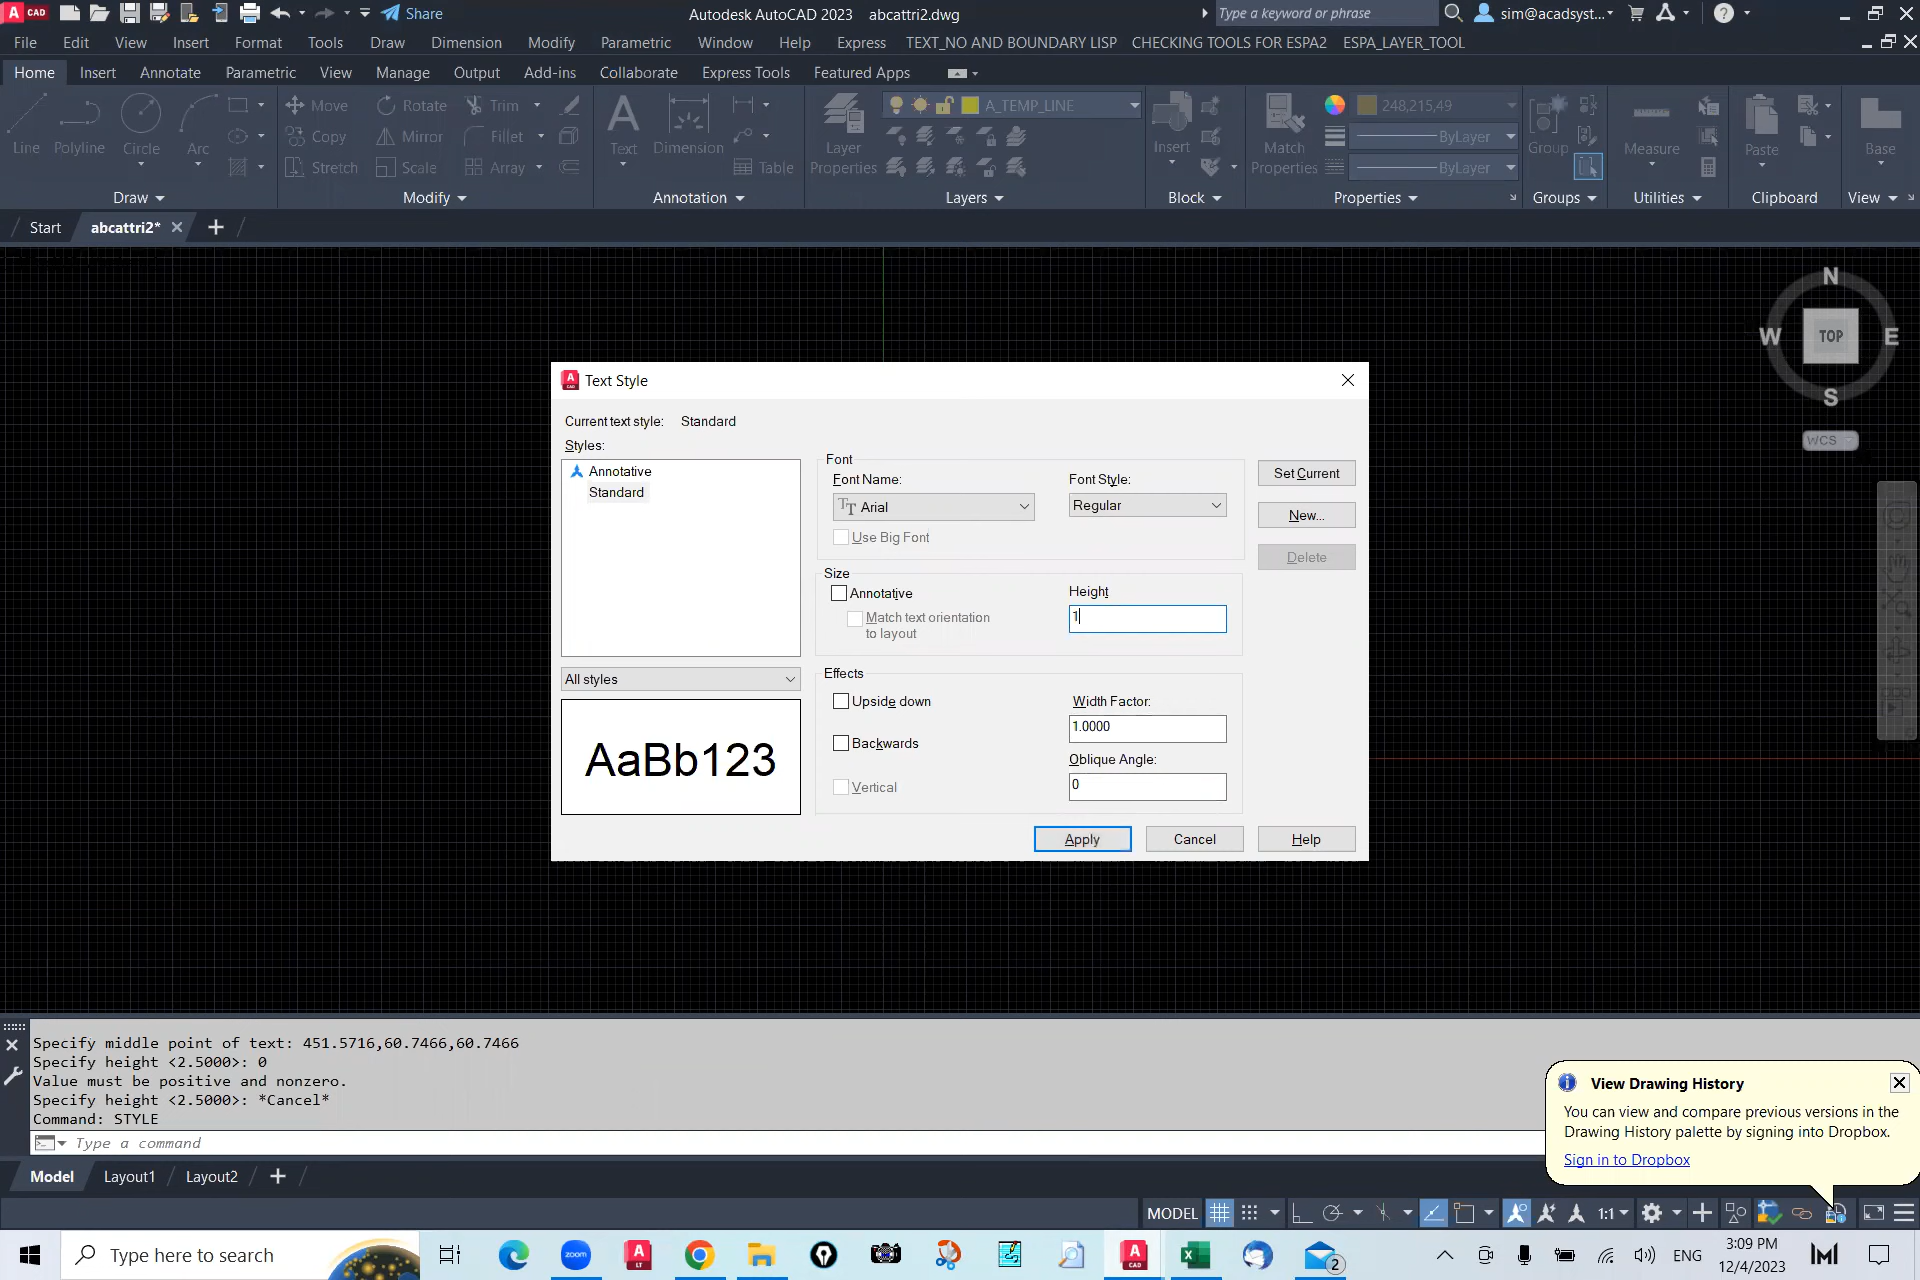 A CAD
Share
Autodesk AutoCAD 2023 abcattri2.dwg
Type a keyword or phrase
sim@acadsyst...
File Edit View Insert Format Tools Draw Dimension Modify Parametric Window Help Express TEXT_NO AND BOUNDARY LISP CHECKING TOOLS FOR ESPA2 ESPA_LAYER_TOOL
Home Insert Annotate Parametric View Manage Output Add-ins Collaborate Express Tools Featured Apps
Line Polyline Circle Arc
Move Rotate Trim
Copy Mirror Fillet
Stretch Scale Array
Text Dimension Table
Layer Properties
A_TEMP_LINE
Insert
Match Properties
248,215,49
ByLayer
ByLayer
Group Measure Paste Base
Draw Modify Annotation Layers Block Properties Groups Utilities Clipboard View
Start abcattri2*
N
W TOP E
S
WCS
Text Style
Current text style: Standard
Styles:
Annotative
Standard
All styles
AaBb123
Font
Font Name: Font Style:
Arial Regular
Use Big Font
Size
Annotative
Match text orientation
to layout
Height
1
Effects
Upside down
Backwards
Vertical
Width Factor:
1.0000
Oblique Angle:
0
Set Current
New...
Delete
Apply Cancel Help
Specify middle point of text: 451.5716,60.7466,60.7466
Specify height <2.5000>: 0
Value must be positive and nonzero.
Specify height <2.5000>: *Cancel*
Command: STYLE
Type a command
View Drawing History
You can view and compare previous versions in the
Drawing History palette by signing into Dropbox.
Sign in to Dropbox
Model Layout1 Layout2
MODEL 1:1
Type here to search
zoom
A LT
A CAD
2
ENG
3:09 PM
12/4/2023